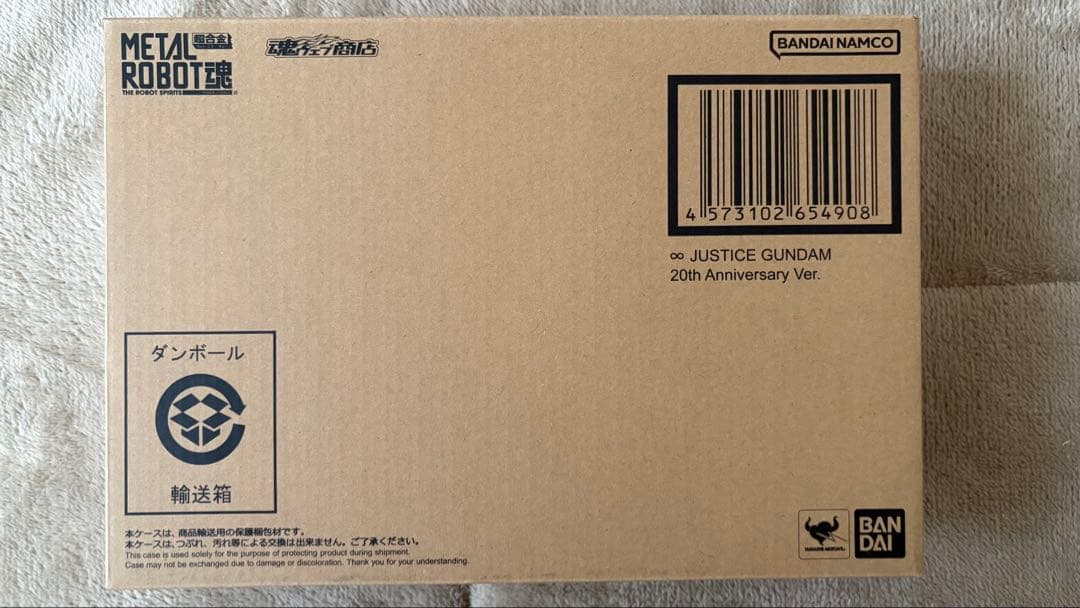 METAL
超合金
ROBOT魂
THE ROBOT SPIRITS
魂ウェブ商店
BANDAI NAMCO
4 573102 654908
∞ JUSTICE GUNDAM
20th Anniversary Ver.
ダンボール
輸送箱
本ケースは、商品輸送用の保護梱包材です。
本ケースは、つぶれ、汚れ等による交換は出来ません。ご了承ください。
This case is used solely for the purpose of protecting product during shipment.
Case may not be exchanged due to damage or discoloration. Thank you for your understanding.
TAMASHII NATIONS
BAN
DAI